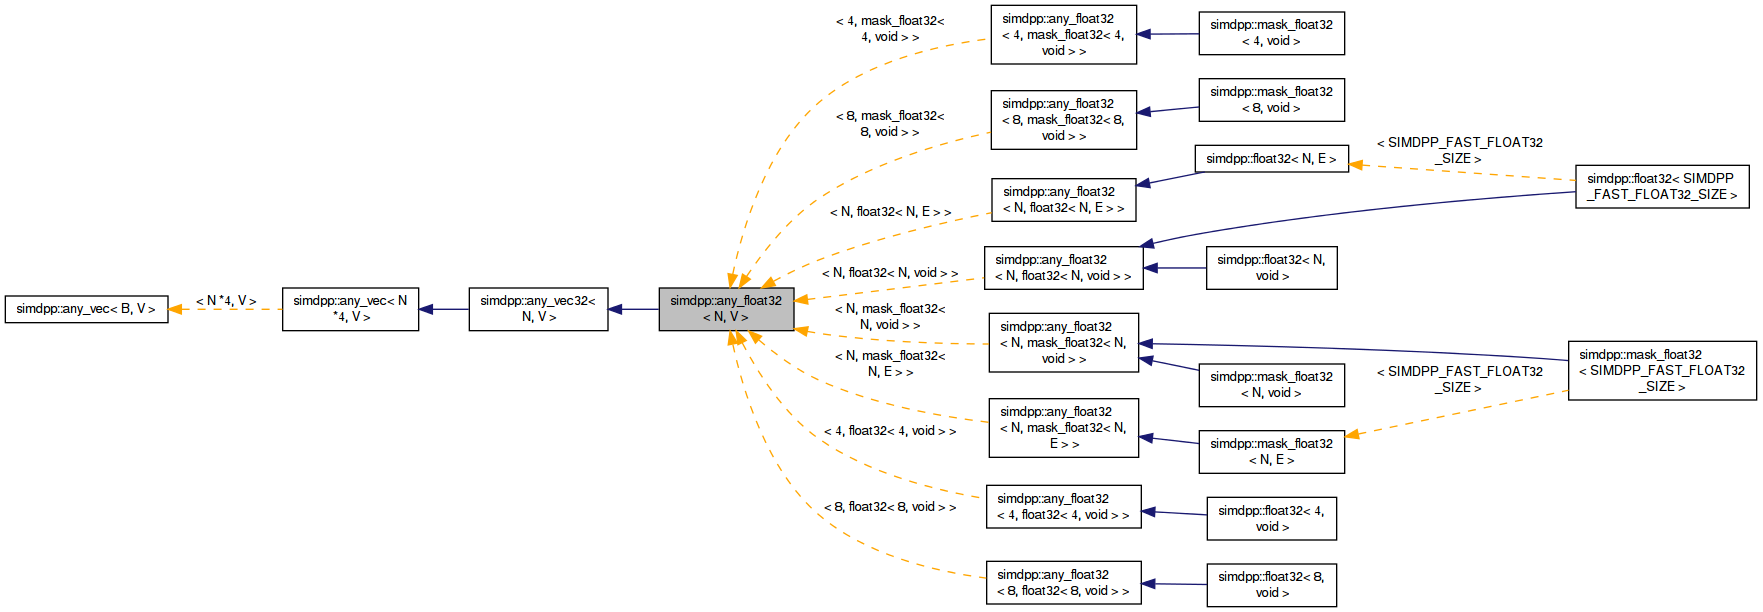 simdpp::any_vec< B, V >
< N *4, V >
simdpp::any_vec< N
*4, V >
simdpp::any_vec32<
N, V >
simdpp::any_float32
< N, V >
< 4, mask_float32<
4, void > >
< 8, mask_float32<
8, void > >
< N, float32< N, E > >
< N, float32< N, void > >
< N, mask_float32<
N, void > >
< N, mask_float32<
N, E > >
< 4, float32< 4, void > >
< 8, float32< 8, void > >
simdpp::any_float32
< 4, mask_float32< 4,
void > >
simdpp::any_float32
< 8, mask_float32< 8,
void > >
simdpp::any_float32
< N, float32< N, E > >
simdpp::any_float32
< N, float32< N, void > >
simdpp::any_float32
< N, mask_float32< N,
void > >
simdpp::any_float32
< N, mask_float32< N,
E > >
simdpp::any_float32
< 4, float32< 4, void > >
simdpp::any_float32
< 8, float32< 8, void > >
simdpp::mask_float32
< 4, void >
simdpp::mask_float32
< 8, void >
simdpp::float32< N, E >
simdpp::float32< N,
void >
simdpp::mask_float32
< N, void >
simdpp::mask_float32
< N, E >
simdpp::float32< 4,
void >
simdpp::float32< 8,
void >
< SIMDPP_FAST_FLOAT32
_SIZE >
< SIMDPP_FAST_FLOAT32
_SIZE >
simdpp::float32< SIMDPP
_FAST_FLOAT32_SIZE >
simdpp::mask_float32
< SIMDPP_FAST_FLOAT32
_SIZE >